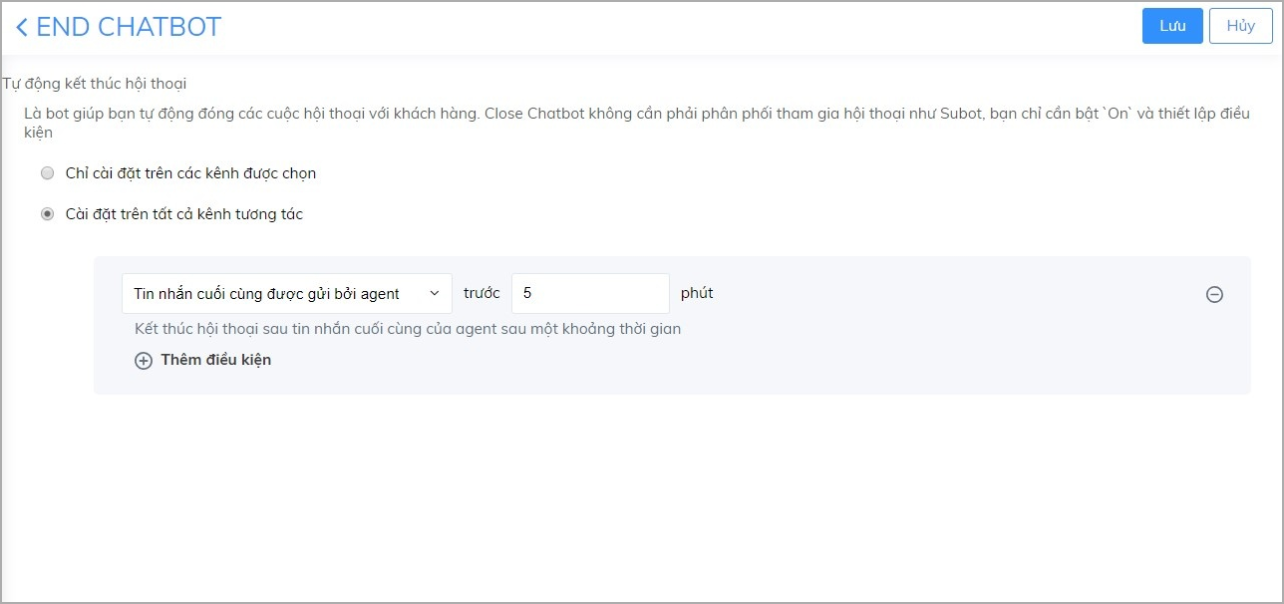 END CHATBOT
Lưu
Hủy
Tự động kết thúc hội thoại
Là bot giúp bạn tự động đóng các cuộc hội thoại với khách hàng. Close Chatbot không cần phải phân phối tham gia hội thoại như Subot, bạn chỉ cần bật `On` và thiết lập điều
kiện
Chỉ cài đặt trên các kênh được chọn
Cài đặt trên tất cả kênh tương tác
Tin nhắn cuối cùng được gửi bởi agent trước 5 phút
Kết thúc hội thoại sau tin nhắn cuối cùng của agent sau một khoảng thời gian
Thêm điều kiện